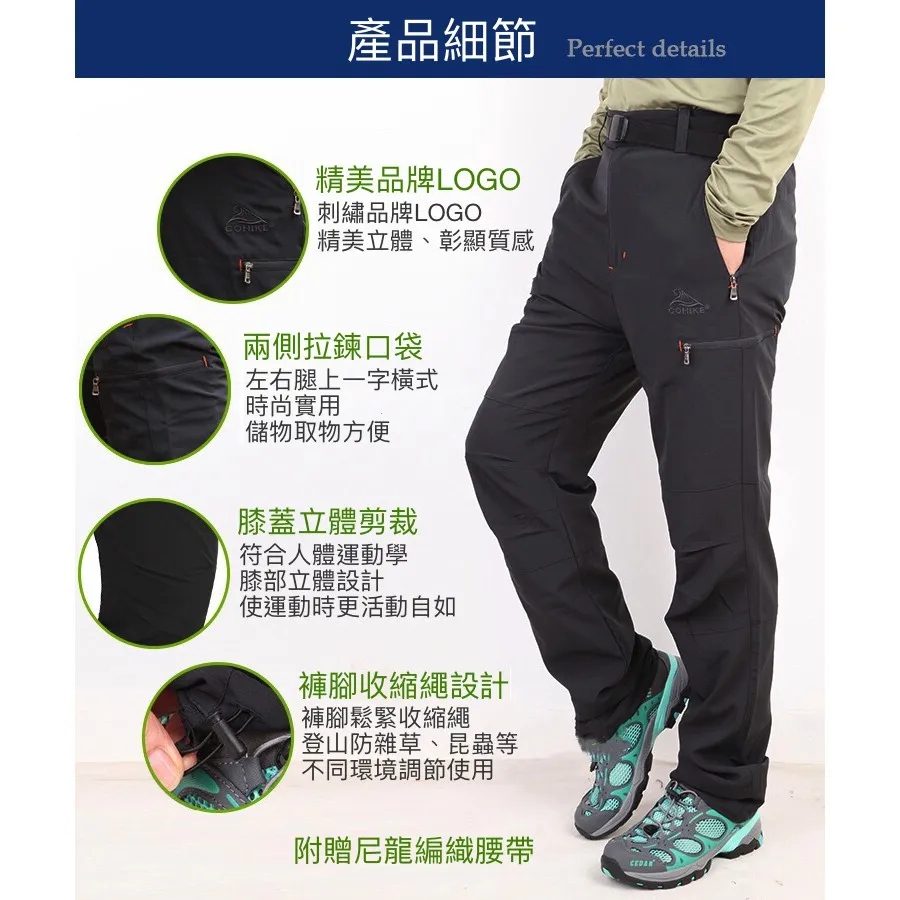 產品細節 Perfect details
精美品牌LOGO
刺繡品牌LOGO
精美立體、彰顯質感
COHIKE
兩側拉鍊口袋
左右腿上一字橫式
時尚實用
儲物取物方便
COHIKE®
膝蓋立體剪裁
符合人體運動學
膝部立體設計
使運動時更活動自如
褲腳收縮繩設計
褲腳鬆緊收縮繩
登山防雜草、昆蟲等
不同環境調節使用
附贈尼龍編織腰帶
CEDAR